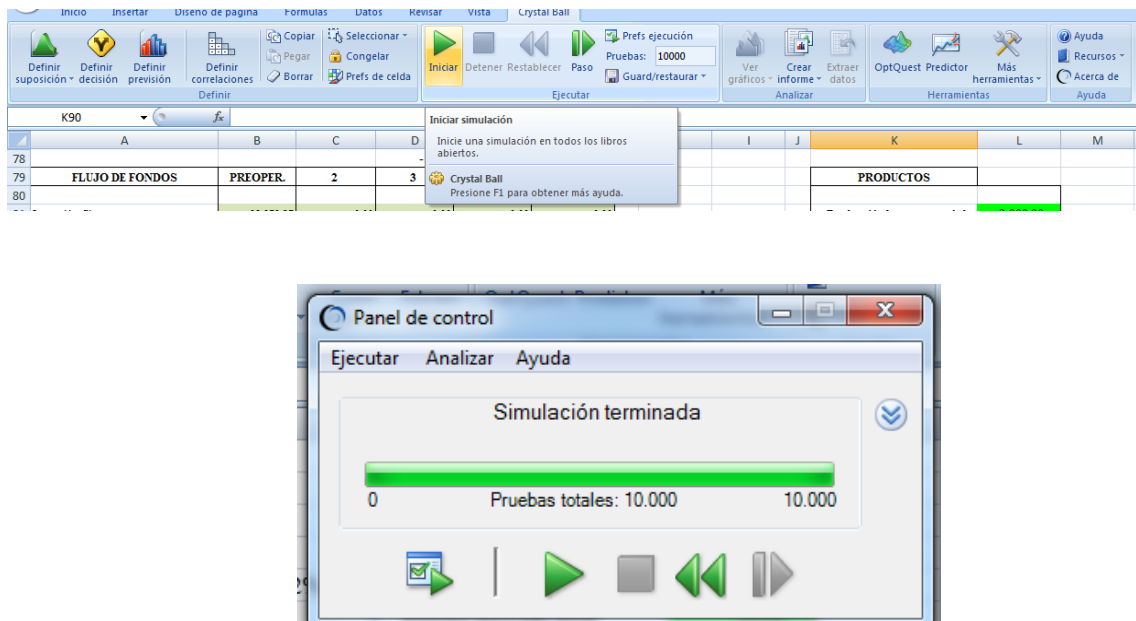 Inicio Insertar Diseño de página Fórmulas Datos Revisar Vista Crystal Ball
Definir suposición Definir decisión Definir previsión Definir correlaciones
Copiar Pegar Borrar
Seleccionar Congelar Prefs de celda
Iniciar Detener Restablecer Paso
Prefs ejecución
Pruebas: 10000
Guard/restaurar
Ver gráficos Crear informe Extraer datos
OptQuest Predictor Más herramientas
Ayuda
Recursos
Acerca de
Definir Ejecutar Analizar Herramientas Ayuda
K90 fx
Iniciar simulación
Inicie una simulación en todos los libros
abiertos.
Crystal Ball
Presione F1 para obtener más ayuda.
A B C D I J K L M
78
79 FLUJO DE FONDOS PREOPER. 2 3 PRODUCTOS
80
Panel de control
Ejecutar Analizar Ayuda
Simulación terminada
0 Pruebas totales: 10.000 10.000